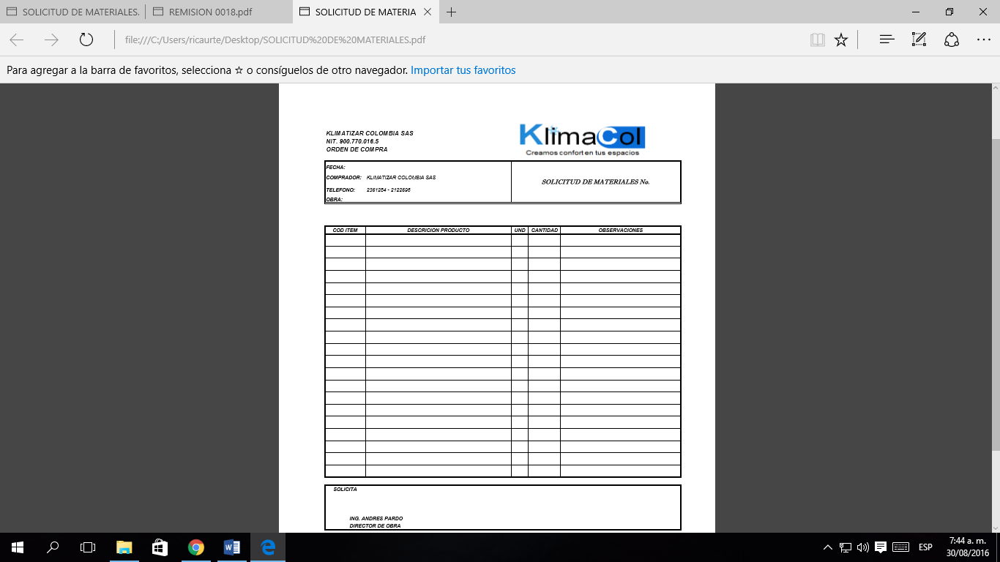 SOLICITUD DE MATERIALES.
REMISION 0018.pdf
SOLICITUD DE MATERIA
file:///C:/Users/ricaurte/Desktop/SOLICITUD%20DE%20MATERIALES.pdf
Para agregar a la barra de favoritos, selecciona ☆ o consíguelos de otro navegador. Importar tus favoritos
KLIMATIZAR COLOMBIA SAS
NIT. 900.770.016.5
ORDEN DE COMPRA
KlimaCol
Creamos confort en tus espacios
FECHA:
COMPRADOR: KLIMATIZAR COLOMBIA SAS
TELEFONO:
OBRA:
SOLICITUD DE MATERIALES No.
COD ITEM DESCRICION PRODUCTO UND CANTIDAD OBSERVACIONES
SOLICITA
ING. ANDRES PARDO
DIRECTOR DE OBRA
ESP
7:44 a. m.
30/08/2016